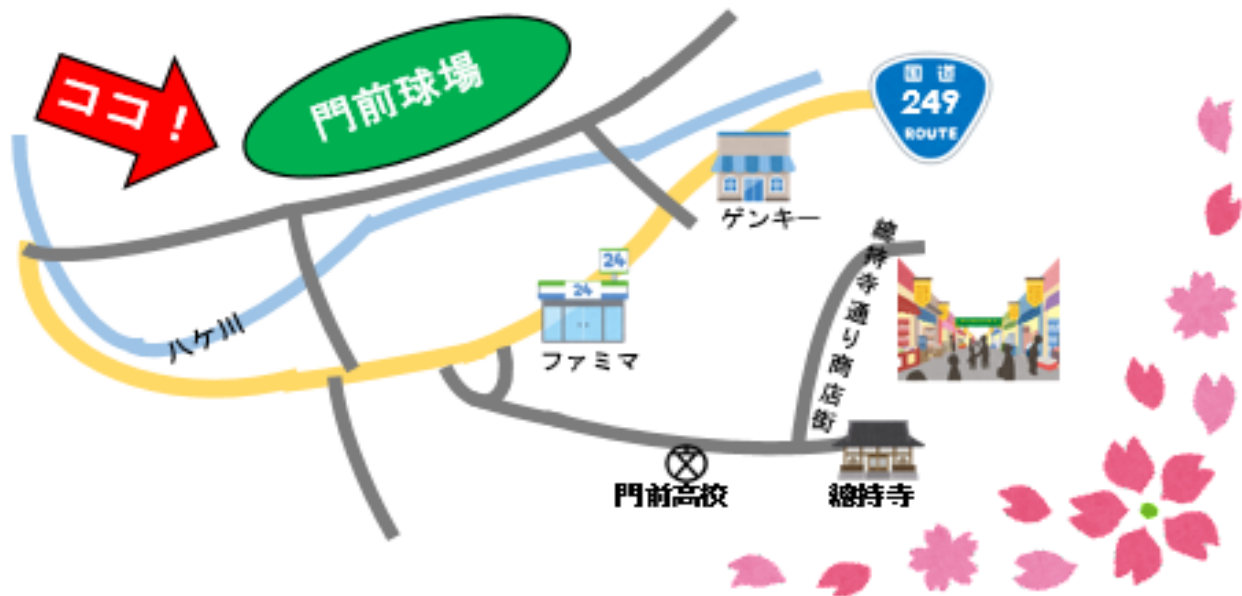 ココ!
門前球場
国道
249
ROUTE
ゲンキー
24
24
ファミマ
八ケ川
總持寺通り商店街
門前高校
總持寺